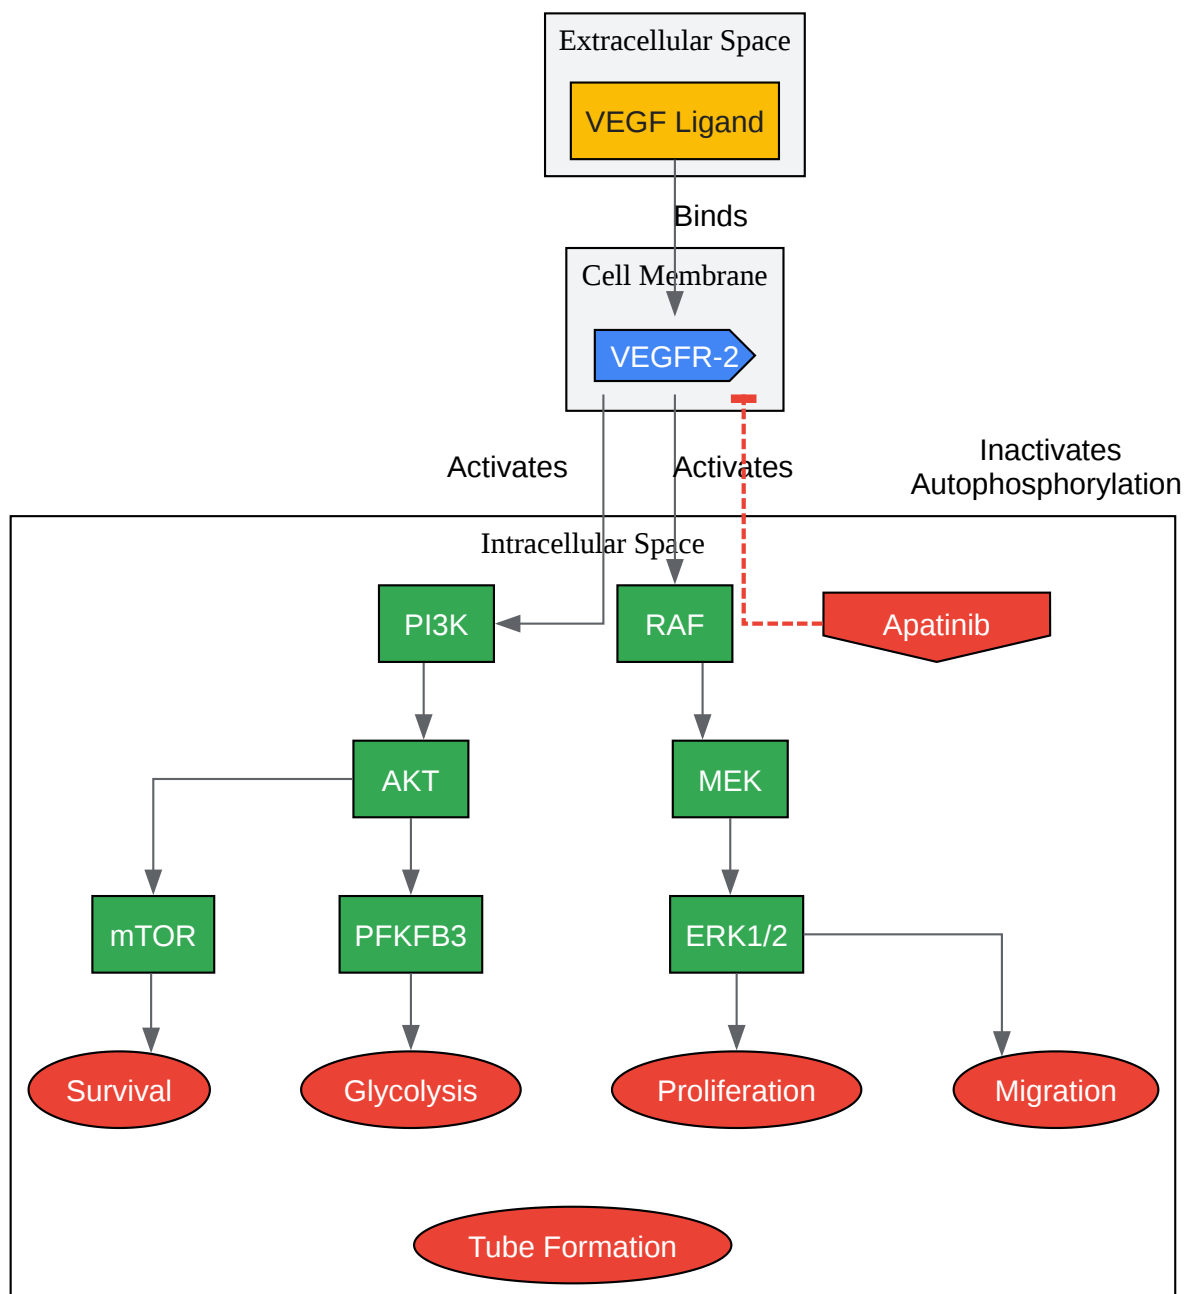 Extracellular Space
VEGF Ligand
Binds
Cell Membrane
VEGFR-2
Activates
Activates
Inactivates
Autophosphorylation
Intracellular Space
PI3K
RAF
Apatinib
AKT
MEK
mTOR
PFKFB3
ERK1/2
Survival
Glycolysis
Proliferation
Migration
Tube Formation